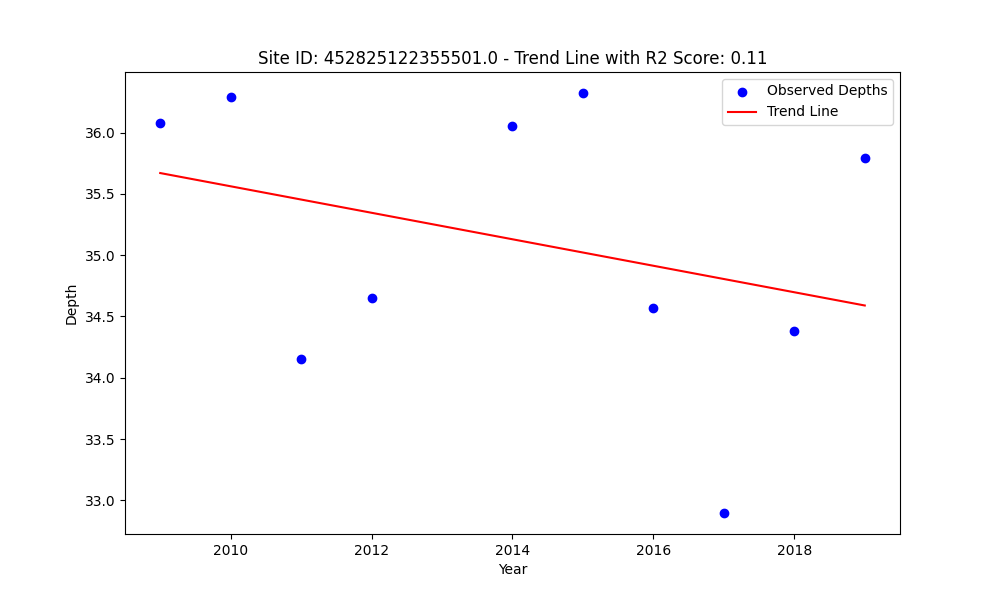 Site ID: 452825122355501.0 - Trend Line with R2 Score: 0.11
Observed Depths
Trend Line
36.0
35.5
35.0
34.5
34.0
33.5
33.0
Depth
2010
2012
2014
2016
2018
Year